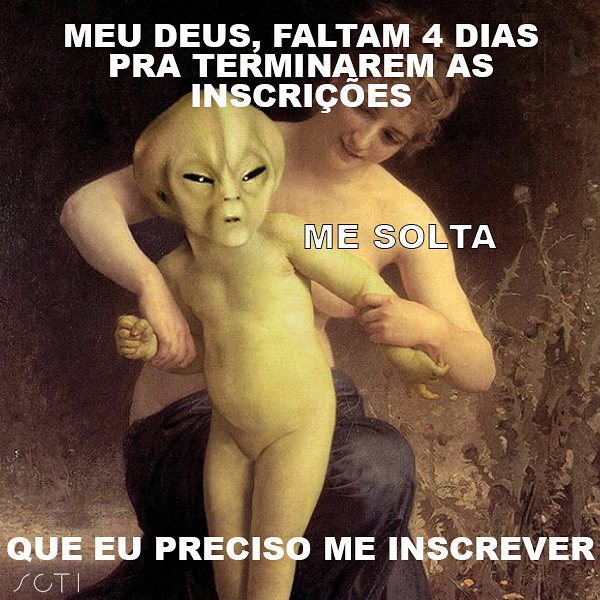 MEU DEUS, FALTAM 4 DIAS
PRA TERMINAREM AS
INSCRIÇÕES
ME SOLTA
QUE EU PRECISO ME INSCREVER
SCTI